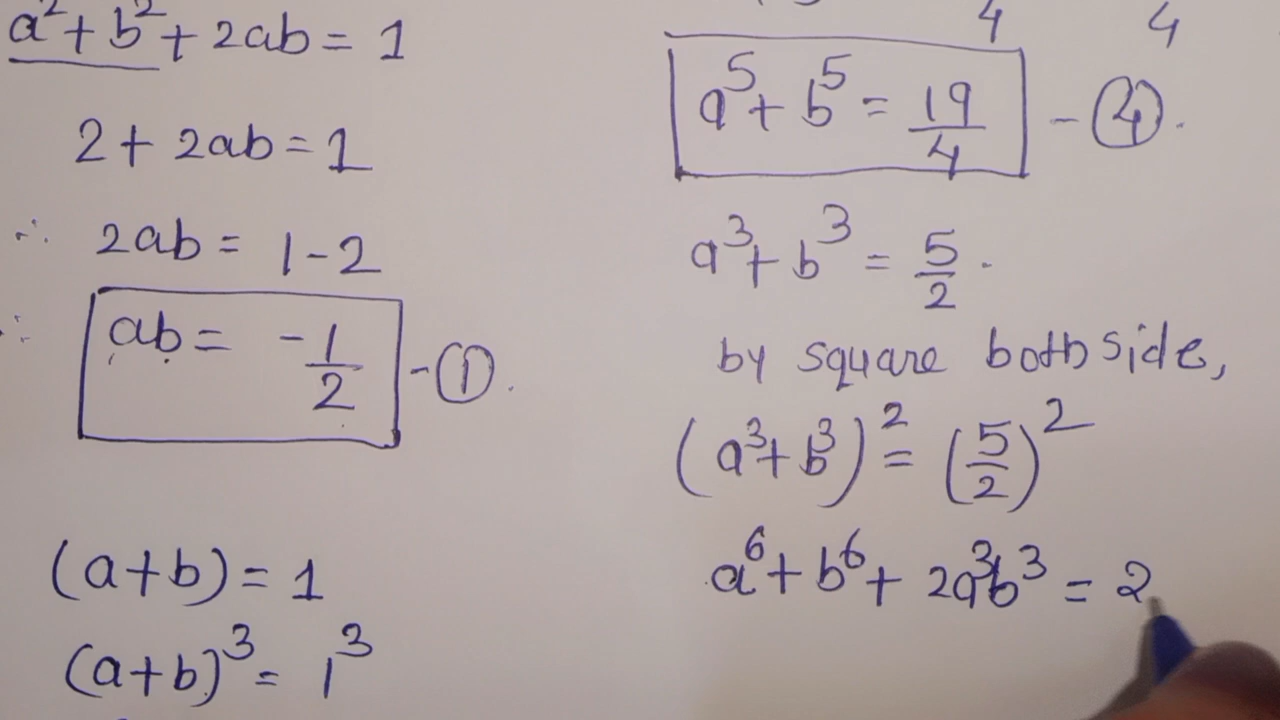 a² + b² + 2ab = 1
2 + 2ab = 1
∴ 2ab = 1 - 2
∴ ab = -1/2 - ①.
(a+b) = 1
(a+b)³ = 1³
4 4
a⁵ + b⁵ = 19/4 - ④.
a³ + b³ = 5/2.
by square both side,
(a³ + b³)² = (5/2)²
a⁶ + b⁶ + 2a³b³ = 2